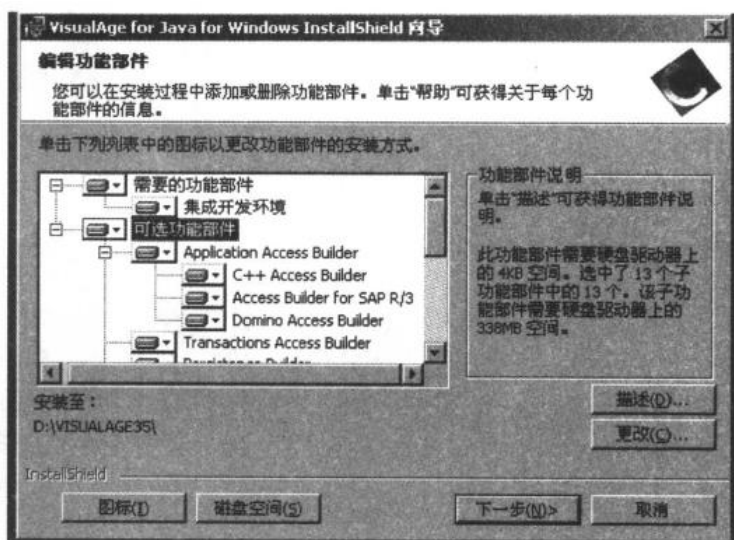 VisualAge for Java for Windows InstallShield 向导
编辑功能部件
您可以在安装过程中添加或删除功能部件。单击“帮助”可获得关于每个功
能部件的信息。
单击下列列表中的图标以更改功能部件的安装方式。
需要的功能部件
集成开发环境
可选功能部件
Application Access Builder
C++ Access Builder
Access Builder for SAP R/3
Domino Access Builder
Transactions Access Builder
Persistence Builder
功能部件说明
单击“描述”可获得功能部件说
明。
此功能部件需要硬盘驱动器上
的 4KB 空间。选中了 13 个子
功能部件中的 13 个。该子功
能部件需要硬盘驱动器上的
338MB 空间。
安装至：
D:\VISUALAGE35\
描述(D)...
更改(C)...
InstallShield
图标(I)
磁盘空间(S)
下一步(N)>
取消